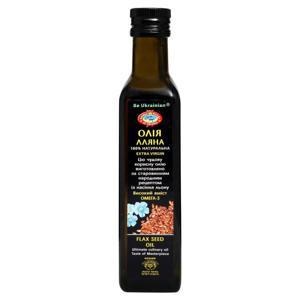 Be Ukrainian®
ОЛІЯ
ЛЛЯНА
100% НАТУРАЛЬНА
EXTRA VIRGIN
Цю чудову
корисну олію
виготовлено
за старовинним
народним
рецептом
із насіння льону
Високий вміст
ОМЕГА-3
FLAX SEED
OIL
Ultimate culinary oil
Taste of Masterpiece